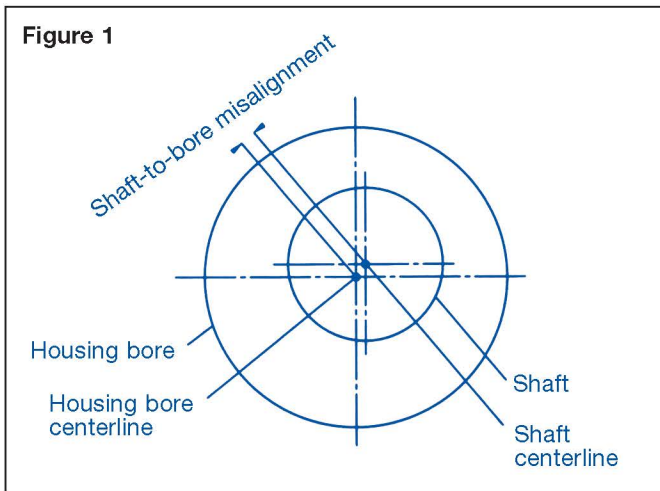 Figure 1
Shaft-to-bore misalignment
Housing bore
Housing bore
centerline
Shaft
Shaft
centerline